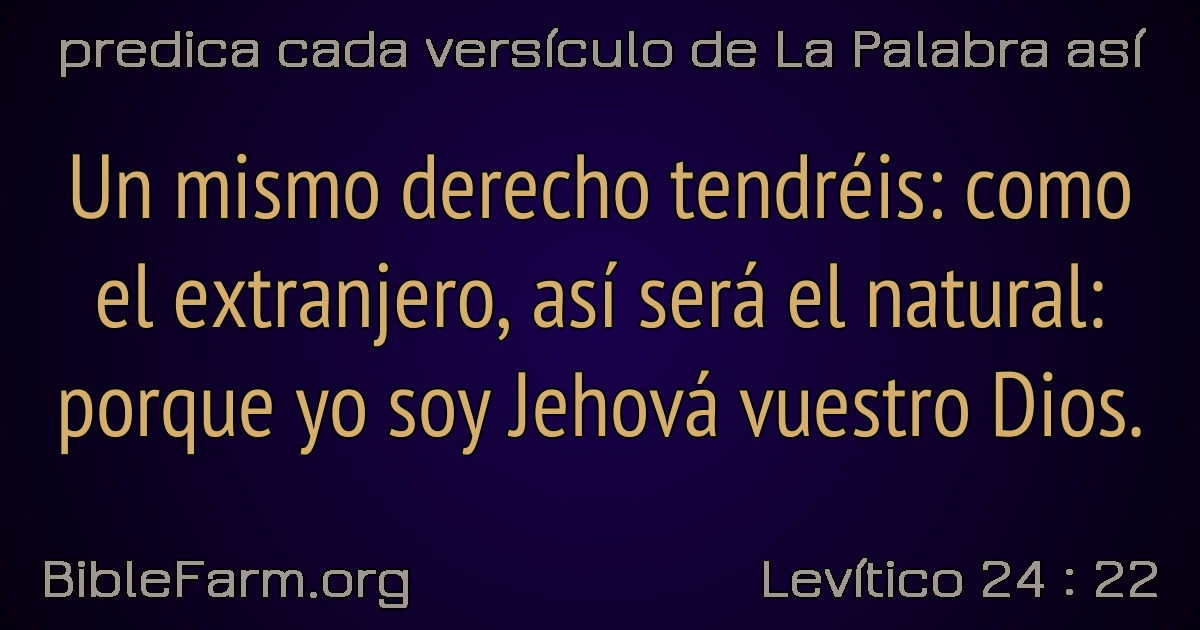 predica cada versículo de La Palabra así
Un mismo derecho tendréis: como
el extranjero, así será el natural:
porque yo soy Jehová vuestro Dios.
BibleFarm.org
Levítico 24 : 22